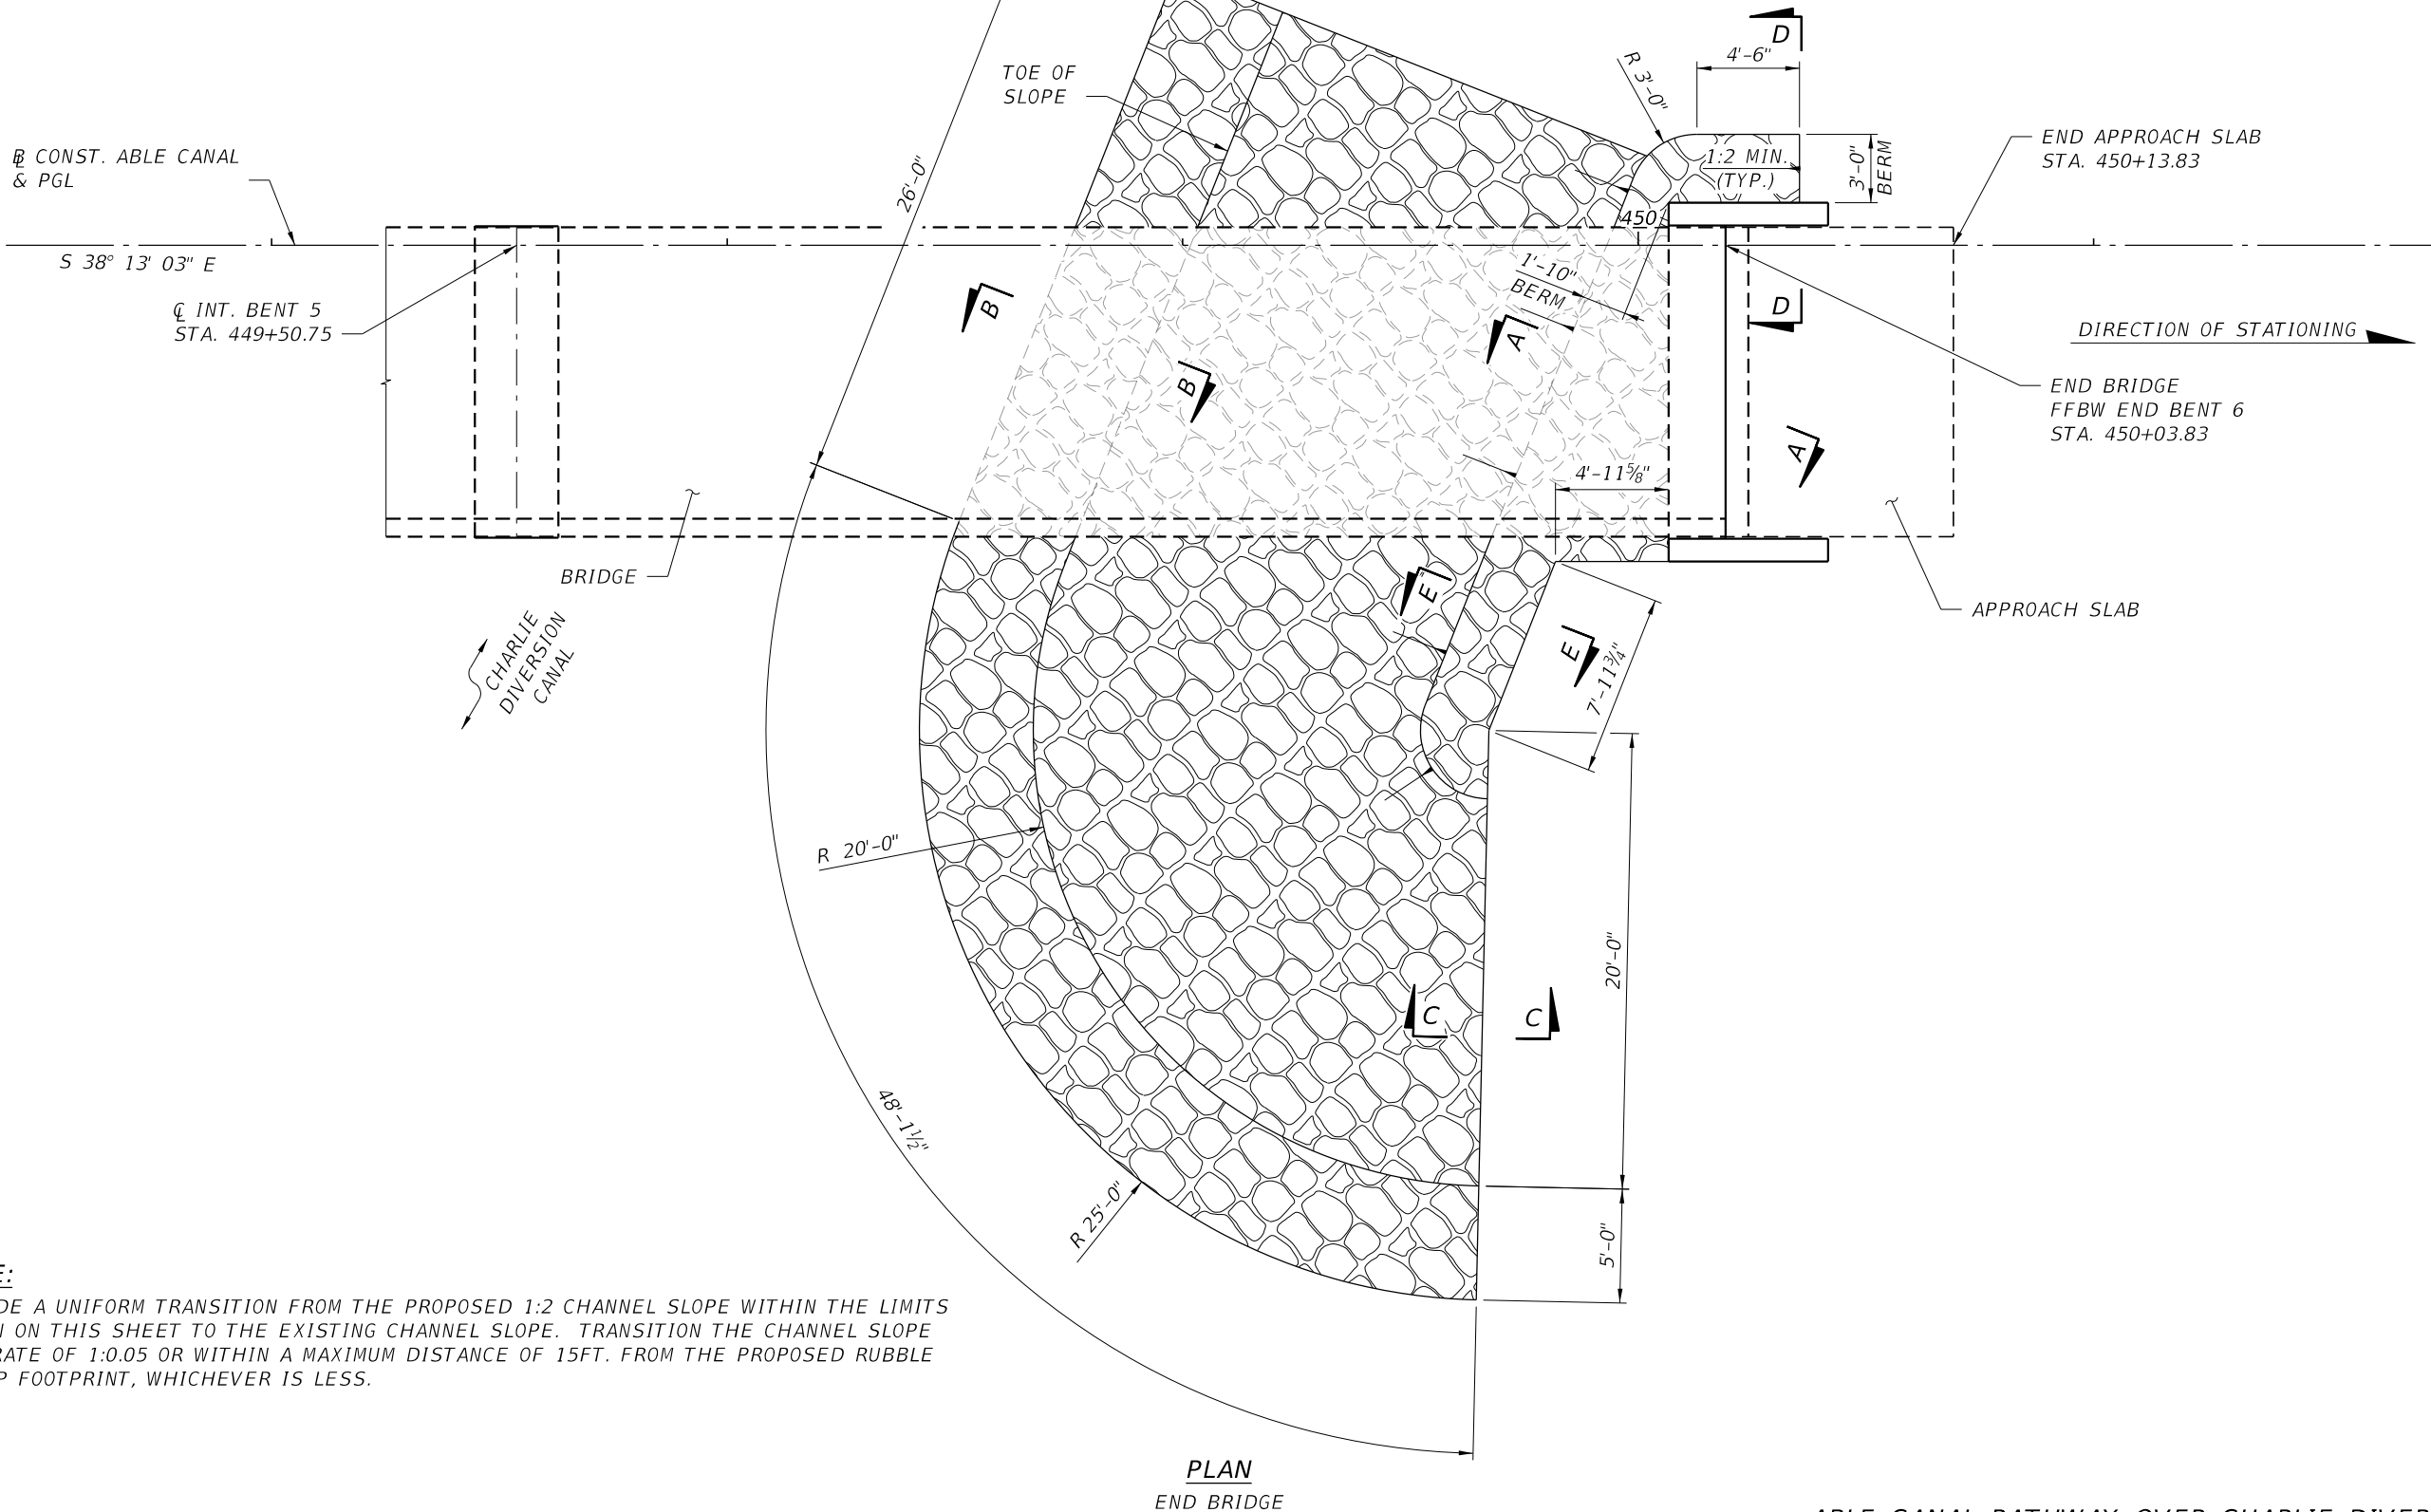 D
4'-6"
R 3'-0"
TOE OF
SLOPE
26'-0"
1:2 MIN.
(TYP.)
3'-0"
BERM
END APPROACH SLAB
STA. 450+13.83
℄ CONST. ABLE CANAL
& PGL
450
S 38° 13' 03" E
1'-10"
BERM
B
D
℄ INT. BENT 5
STA. 449+50.75
A
DIRECTION OF STATIONING
B
END BRIDGE
FFBW END BENT 6
STA. 450+03.83
A
4'-11⅝"
BRIDGE
E
APPROACH SLAB
CHARLIE
DIVERSION
CANAL
E
7'-11¾"
R 20'-0"
20'-0"
C
C
48'-1½"
R 25'-0"
5'-0"
E:
DE A UNIFORM TRANSITION FROM THE PROPOSED 1:2 CHANNEL SLOPE WITHIN THE LIMITS
N ON THIS SHEET TO THE EXISTING CHANNEL SLOPE. TRANSITION THE CHANNEL SLOPE
RATE OF 1:0.05 OR WITHIN A MAXIMUM DISTANCE OF 15FT. FROM THE PROPOSED RUBBLE
P FOOTPRINT, WHICHEVER IS LESS.
PLAN
END BRIDGE
ABLE CANAL PATHWAY OVER CHARLIE DIVER